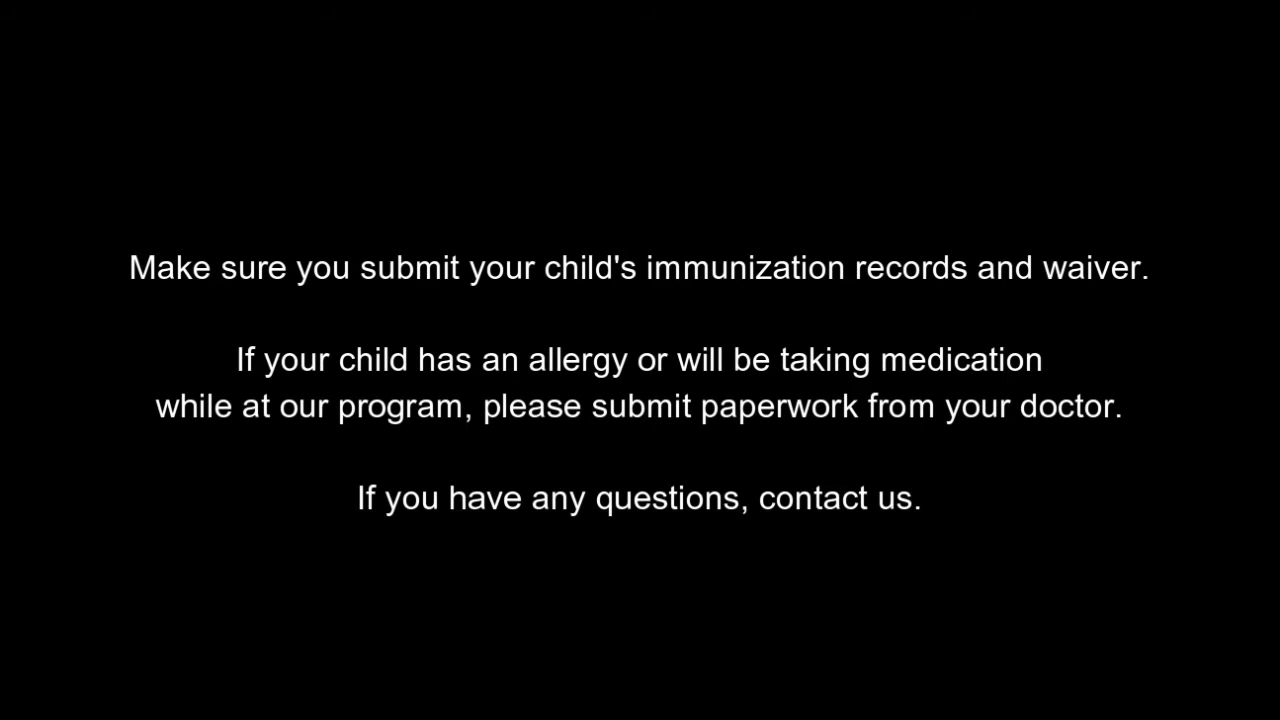 Make sure you submit your child's immunization records and waiver.
If your child has an allergy or will be taking medication
while at our program, please submit paperwork from your doctor.
If you have any questions, contact us.